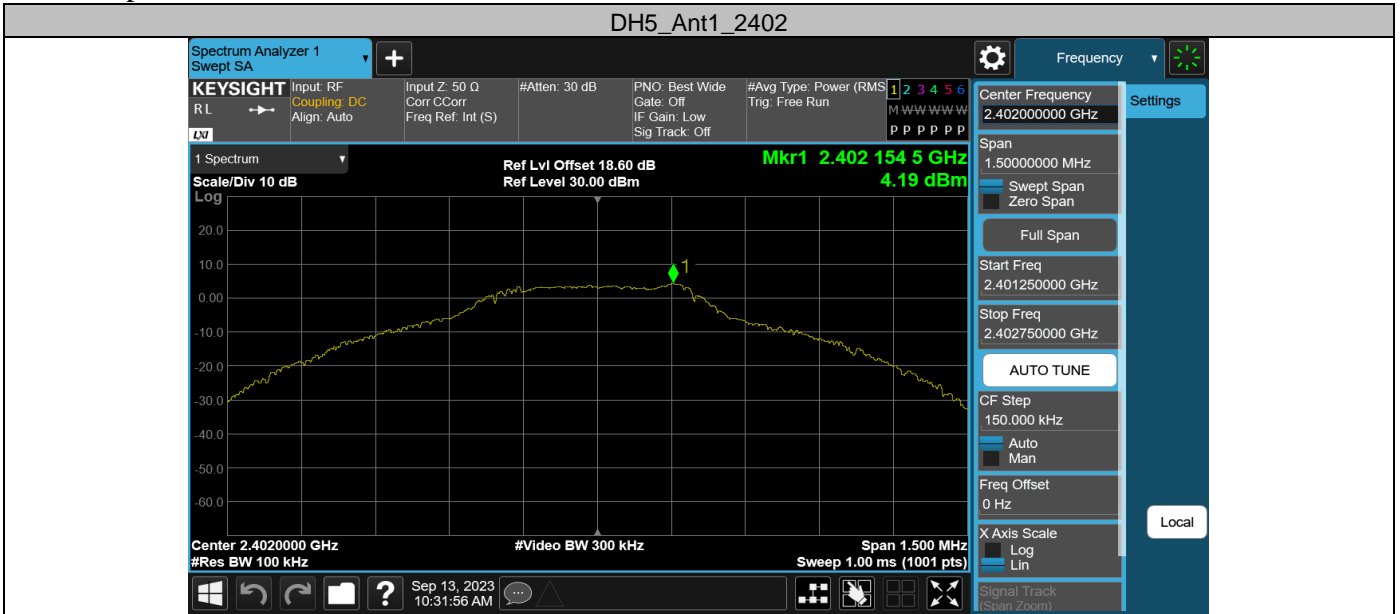 DH5_Ant1_2402
Spectrum Analyzer 1
Swept SA
Frequency
KEYSIGHT
RL
LXI
Input: RF
Coupling: DC
Align: Auto
Input Z: 50 Ω
Corr CCorr
Freq Ref: Int (S)
#Atten: 30 dB
PNO: Best Wide
Gate: Off
IF Gain: Low
Sig Track: Off
#Avg Type: Power (RMS
Trig: Free Run
1 2 3 4 5 6
M W W W W W
P P P P P P
1 Spectrum
Scale/Div 10 dB
Log
Ref Lvl Offset 18.60 dB
Ref Level 30.00 dBm
Mkr1 2.402 154 5 GHz
4.19 dBm
20.0
10.0
0.00
-10.0
-20.0
-30.0
-40.0
-50.0
-60.0
1
Center 2.4020000 GHz
#Res BW 100 kHz
#Video BW 300 kHz
Span 1.500 MHz
Sweep 1.00 ms (1001 pts)
Center Frequency
2.402000000 GHz
Span
1.50000000 MHz
Swept Span
Zero Span
Full Span
Start Freq
2.401250000 GHz
Stop Freq
2.402750000 GHz
AUTO TUNE
CF Step
150.000 kHz
Auto
Man
Freq Offset
0 Hz
X Axis Scale
Log
Lin
Signal Track
(Span Zoom)
Settings
Local
?
Sep 13, 2023
10:31:56 AM